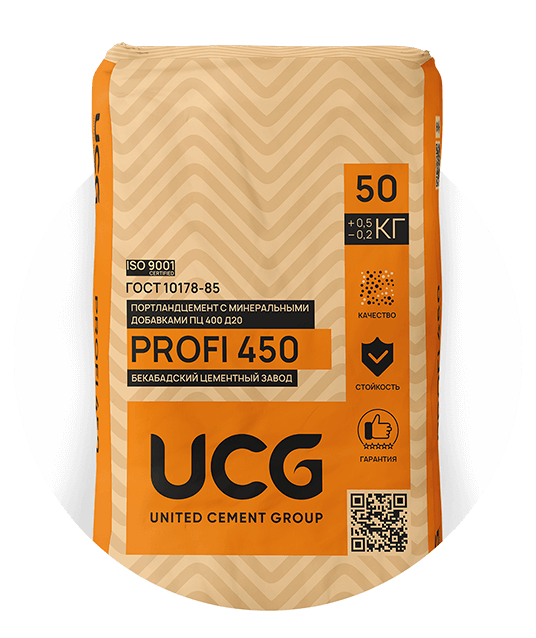 UCG
50
+0,5
−0,2 КГ
ISO 9001
CERTIFIED
ГОСТ 10178-85
ПОРТЛАНДЦЕМЕНТ С МИНЕРАЛЬНЫМИ
ДОБАВКАМИ ПЦ 400 Д20
PROFI 450
БЕКАБАДСКИЙ ЦЕМЕНТНЫЙ ЗАВОД
КАЧЕСТВО
СТОЙКОСТЬ
ГАРАНТИЯ
UCG
UNITED CEMENT GROUP